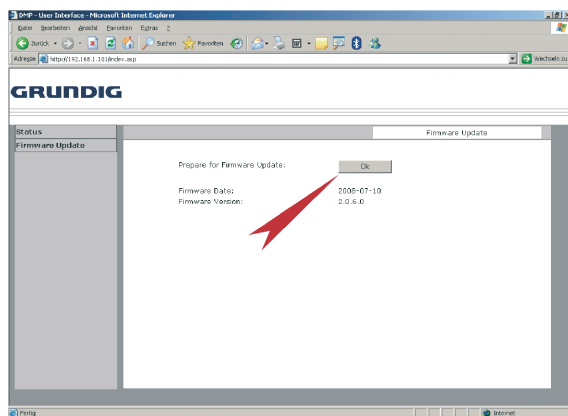 DMP - User Interface - Microsoft Internet Explorer
Datei Bearbeiten Ansicht Favoriten Extras ?
Zurück Suchen Favoriten
Adresse http://192.168.1.101/index.asp Wechseln zu
GRUNDIG
Status
Firmware Update
Firmware Update
Prepare for Firmware Update: Ok
Firmware Date: 2008-07-10
Firmware Version: 2.0.6.0
Fertig Internet